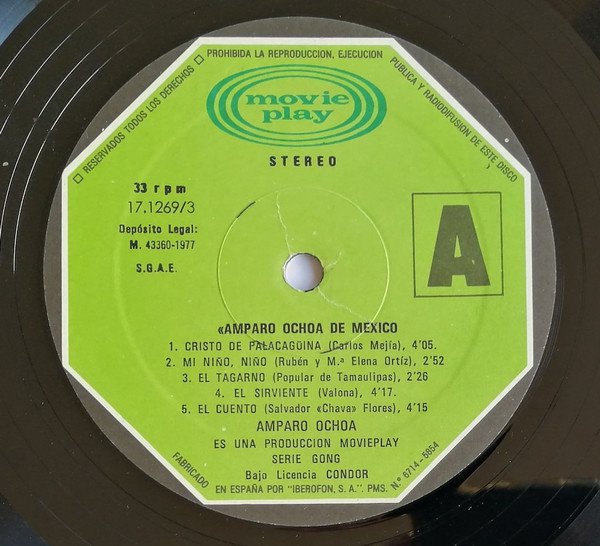 □ RESERVADOS TODOS LOS DERECHOS □ PROHIBIDA LA REPRODUCCION, EJECUCION PUBLICA Y RADIODIFUSION DE ESTE DISCO
movie
play
STEREO
33 rpm
17.1269/3
Depósito Legal:
M. 43360-1977
S.G.A.E.
A
«AMPARO OCHOA DE MEXICO
1. CRISTO DE PALACAGÜINA (Carlos Mejía), 4'05.
2. MI NIÑO, NIÑO (Rubén y M.ª Elena Ortíz), 2'52
3. EL TAGARNO (Popular de Tamaulipas), 2'26
4. EL SIRVIENTE (Valona), 4'17.
5. EL CUENTO (Salvador «Chava» Flores), 4'15
AMPARO OCHOA
ES UNA PRODUCCION MOVIEPLAY
SERIE GONG
Bajo Licencia CONDOR
FABRICADO EN ESPAÑA POR "IBEROFON, S.A.". PMS. N.º 6714-5854